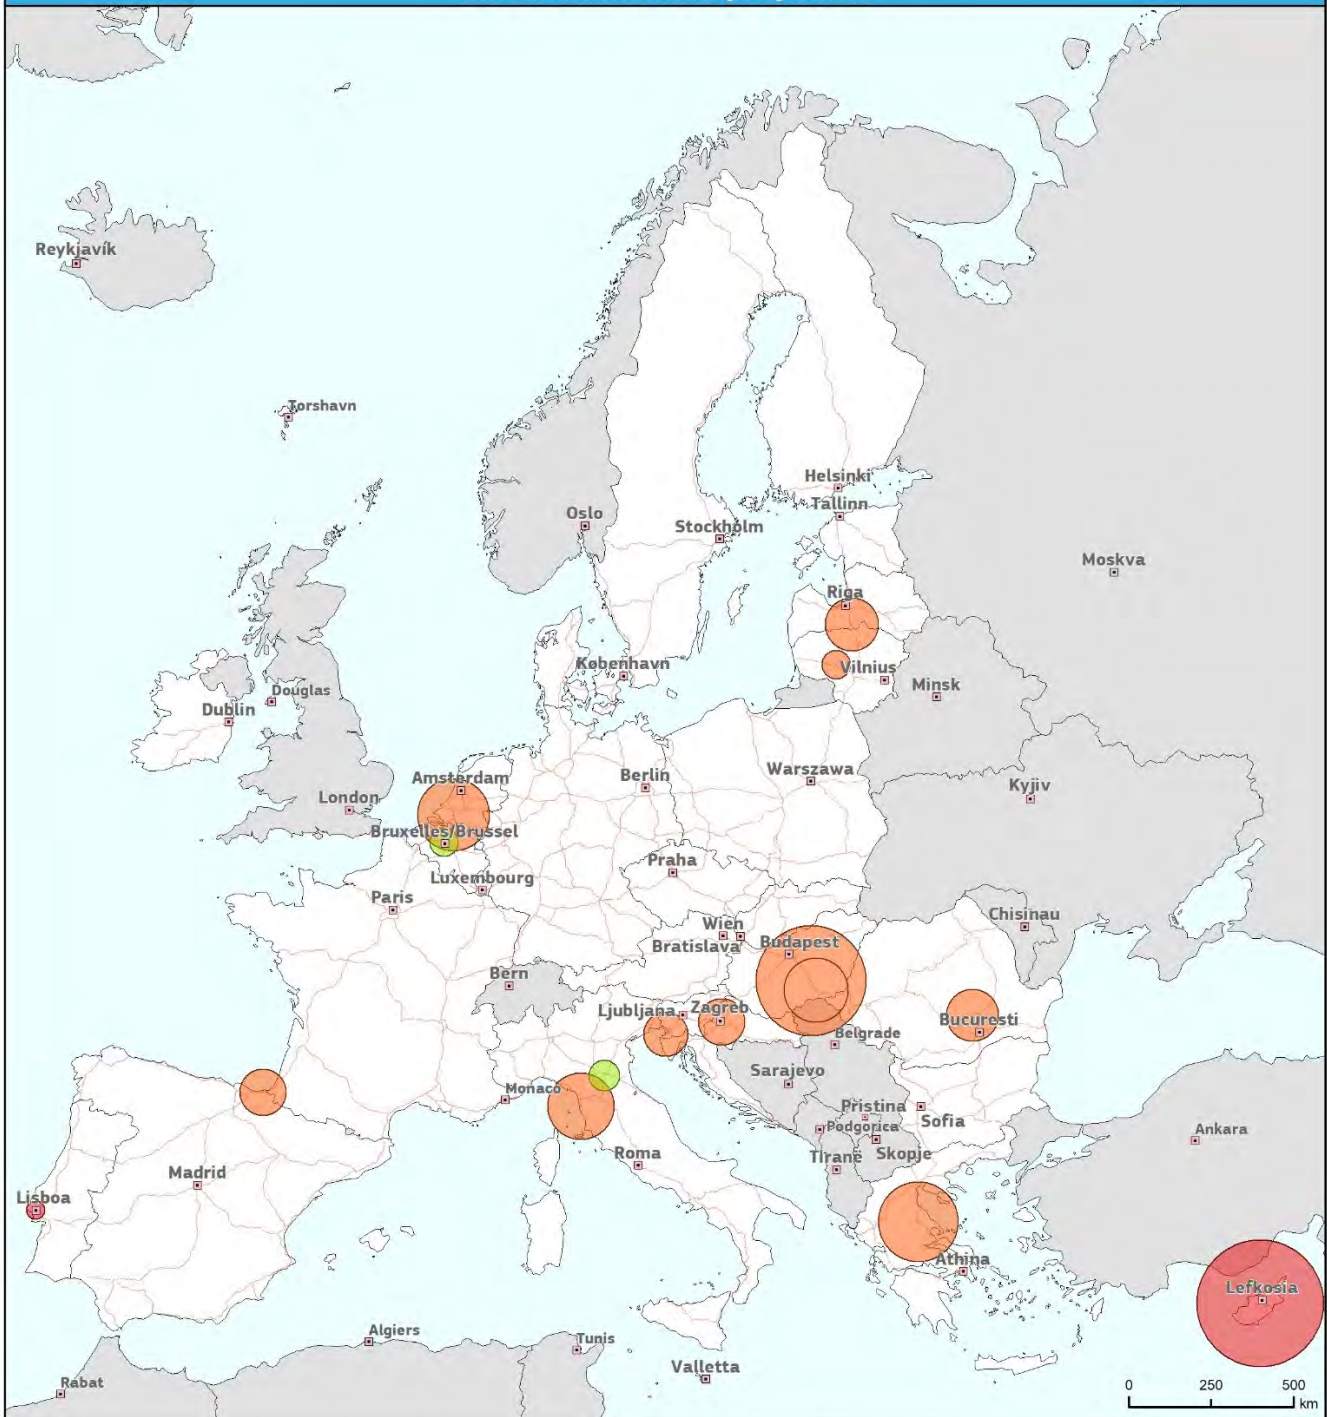 Reykjavík
Torshavn
Helsinki
Tallinn
Oslo
Stockholm
Moskva
Riga
København
Vilnius
Minsk
Douglas
Dublin
Amsterdam
Berlin
Warszawa
Kyjiv
London
Bruxelles/Brussel
Praha
Luxembourg
Paris
Chisinau
Wien
Bratislava
Budapest
Bern
Ljubljana
Zagreb
Bucuresti
Belgrade
Sarajevo
Monaco
Pristina
Sofia
Podgorica
Ankara
Skopje
Tiranë
Roma
Madrid
Lisboa
Athina
Lefkosia
Algiers
Tunis
Valletta
Rabat
0 250 500
km